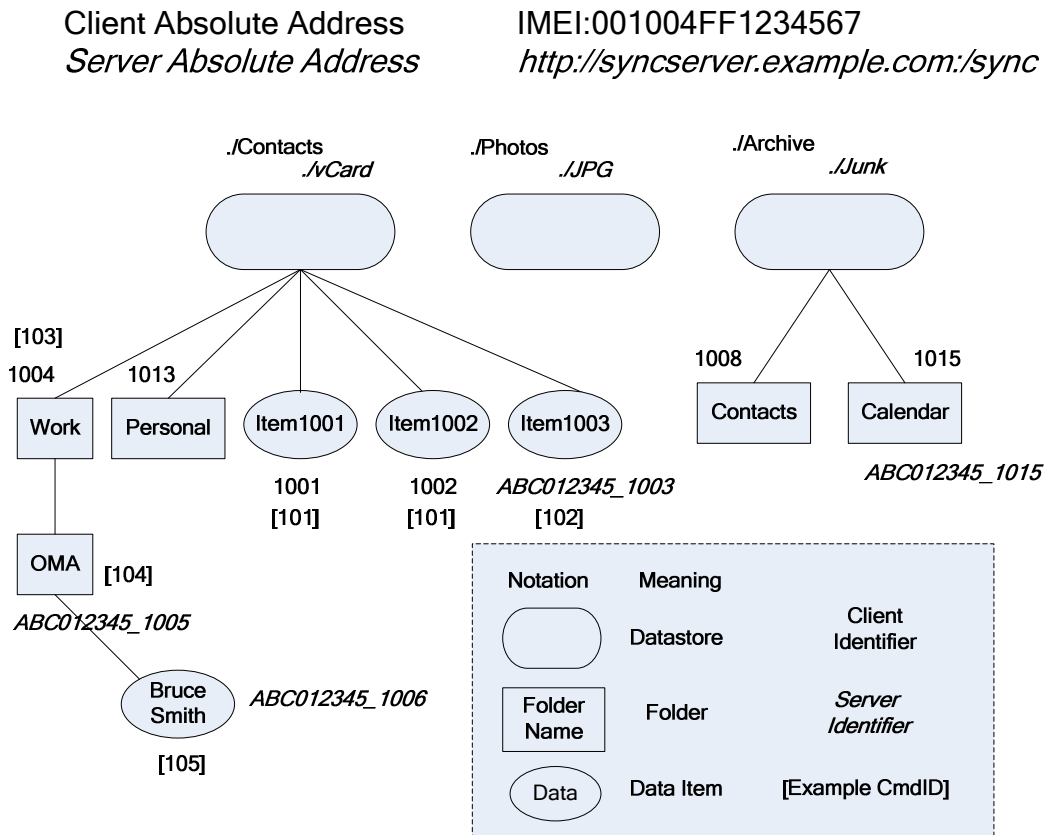 Client Absolute Address IMEI:001004FF1234567
Server Absolute Address http://syncserver.example.com:/sync
./Contacts ./Photos ./Archive
./vCard ./JPG ./Junk
[103]
1004 1013 1008 1015
Work Personal Item1001 Item1002 Item1003 Contacts Calendar
1001 1002 ABC012345_1003 ABC012345_1015
[101] [101] [102]
OMA [104]
ABC012345_1005
Bruce
Smith
ABC012345_1006
[105]
Notation Meaning
Datastore Client
Identifier
Folder
Name
Folder Server
Identifier
Data Data Item [Example CmdID]